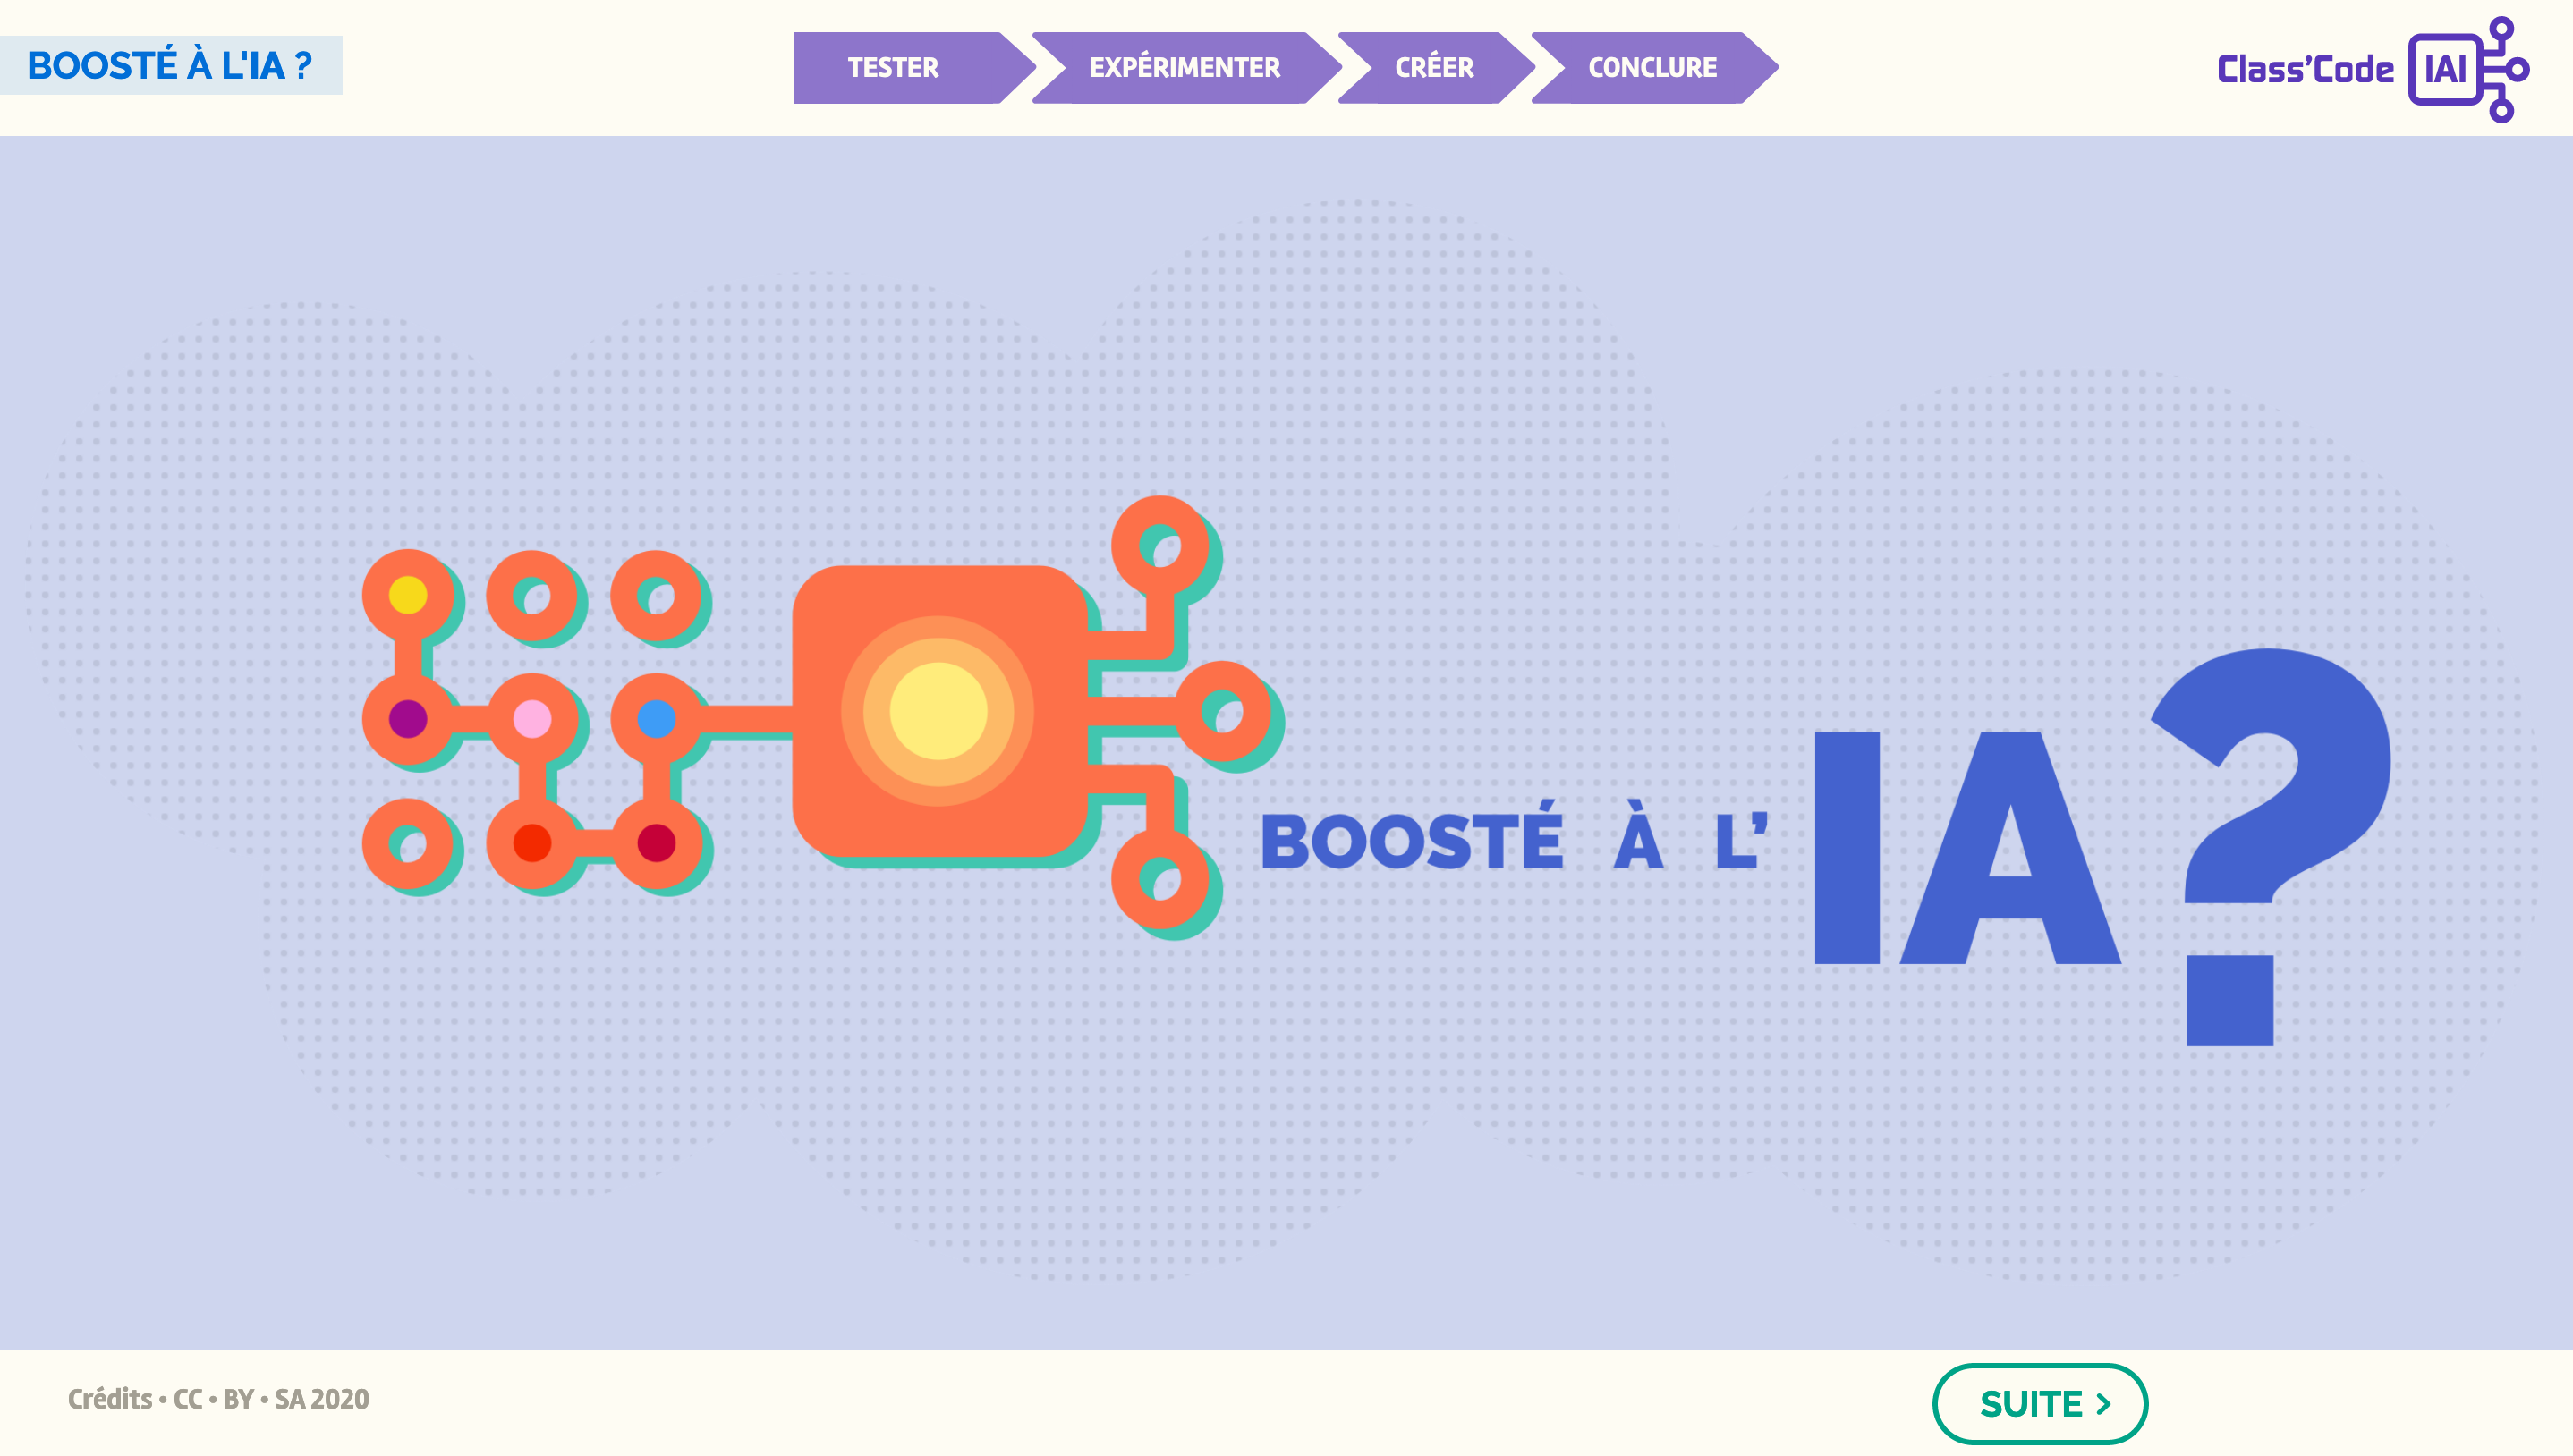 BOOSTÉ À L'IA ?
TESTER
EXPÉRIMENTER
CRÉER
CONCLURE
Class'Code IAI
BOOSTÉ À L'IA?
Crédits • CC • BY • SA 2020
SUITE >